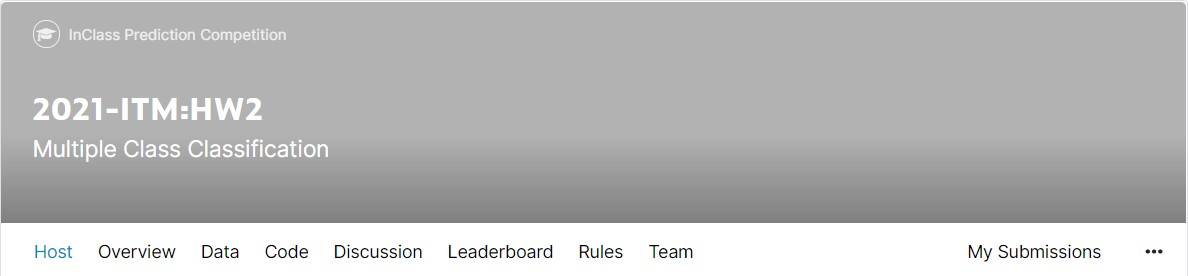 InClass Prediction Competition
2021-ITM:HW2
Multiple Class Classification
Host Overview Data Code Discussion Leaderboard Rules Team My Submissions •••